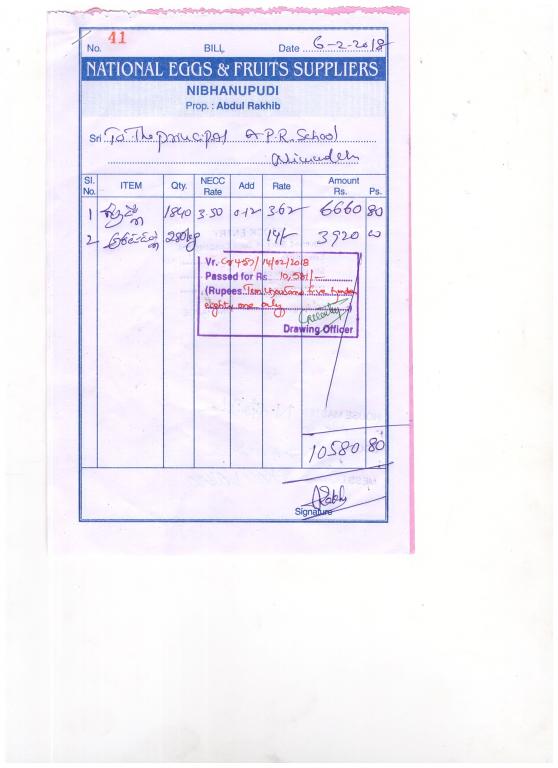 No. 41 BILL Date 6-2-2018
NATIONAL EGGS & FRUITS SUPPLIERS
NIBHANUPUDI
Prop. : Abdul Rakhib
Sri To The principal A.P.R. School
Sl. No. ITEM Qty. NECC Rate Add Rate Amount Rs. Ps.
1 1840 3.50 0.12 3.62 6660 80
2 280 kg 14/- 3920 00
Vr. 457/14/02/2018
Passed for Rs. 10,581/-
(Rupees Ten thousand five hundred
eighty one only )
Drawing Officer
10580 80
Signature